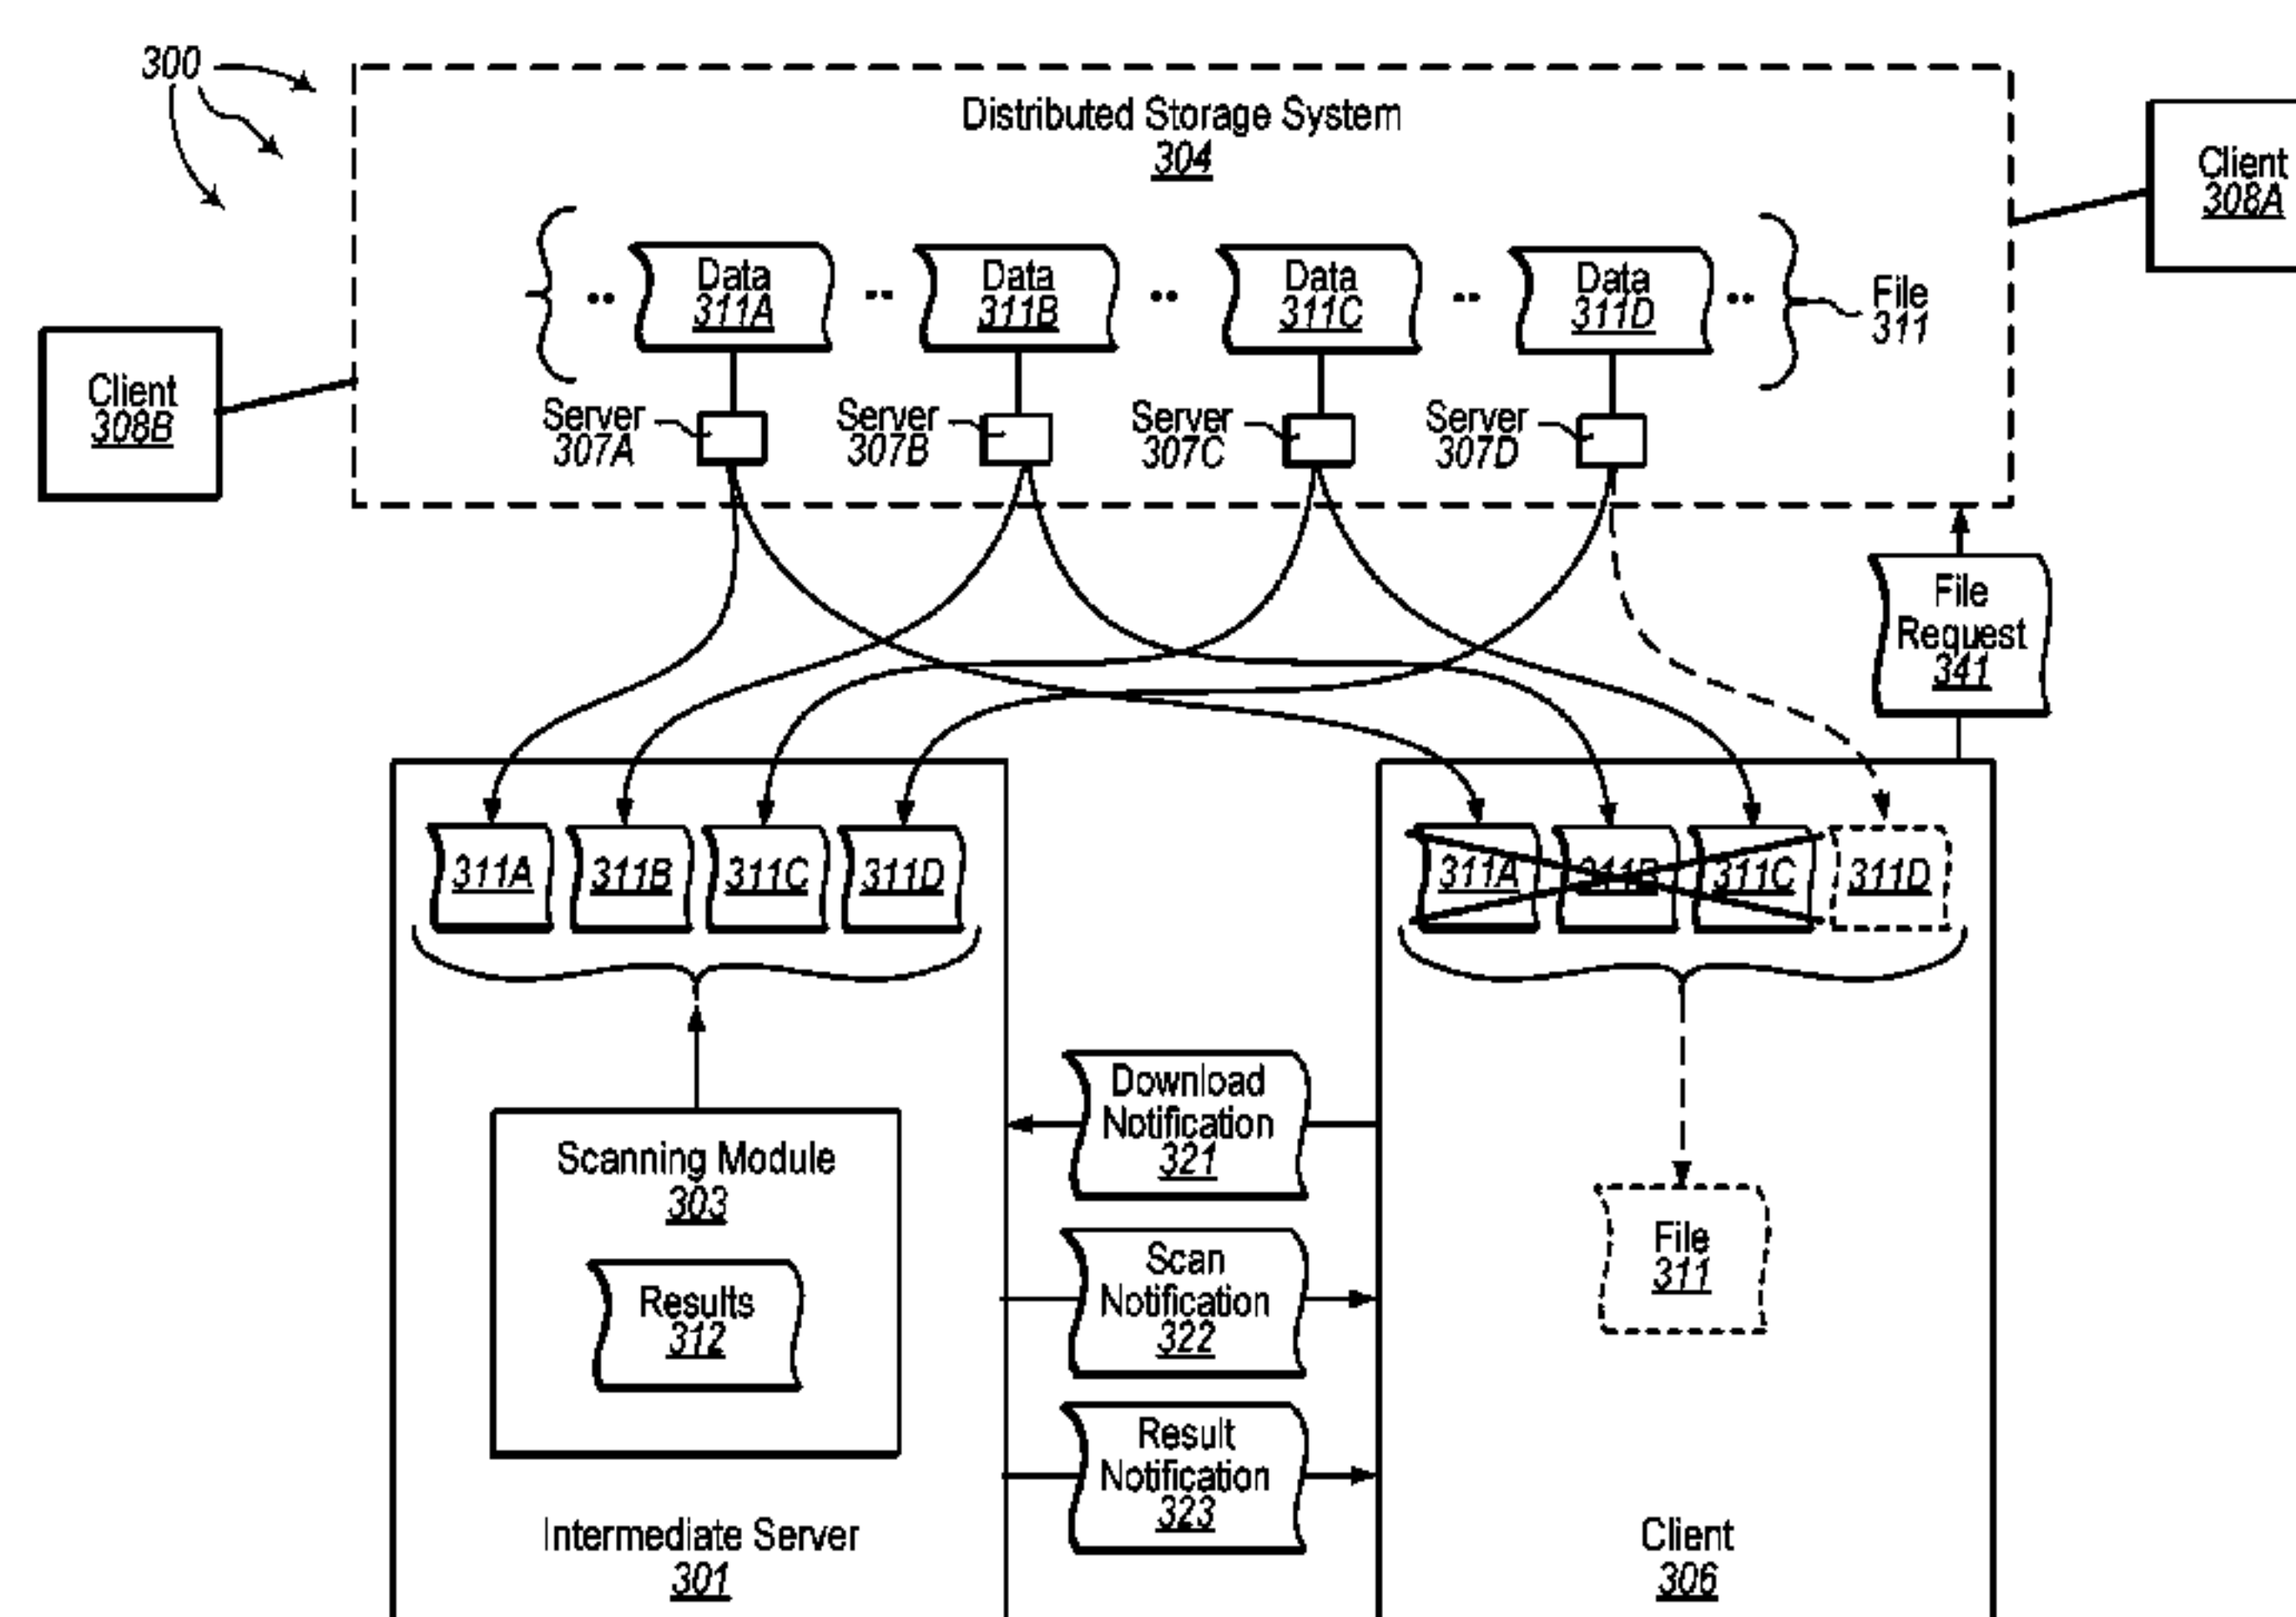 300
Distributed Storage System
304
Client
308A
Data
311A
Data
311B
Data
311C
Data
311D
File
311
Client
308B
Server
307A
Server
307B
Server
307C
Server
307D
File
Request
341
311A
311B
311C
311D
311A
311B
311C
311D
Download
Notification
321
Scanning Module
303
Results
312
Scan
Notification
322
File
311
Result
Notification
323
Intermediate Server
301
Client
306